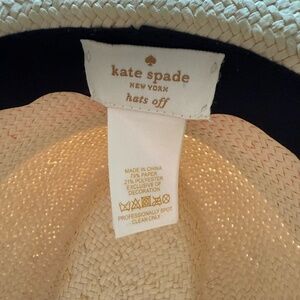 kate spade
NEW YORK
hats off
MADE IN CHINA
79% PAPER
21% POLYESTER
EXCLUSIVE OF
DECORATION
PROFESSIONALLY SPOT
CLEAN ONLY